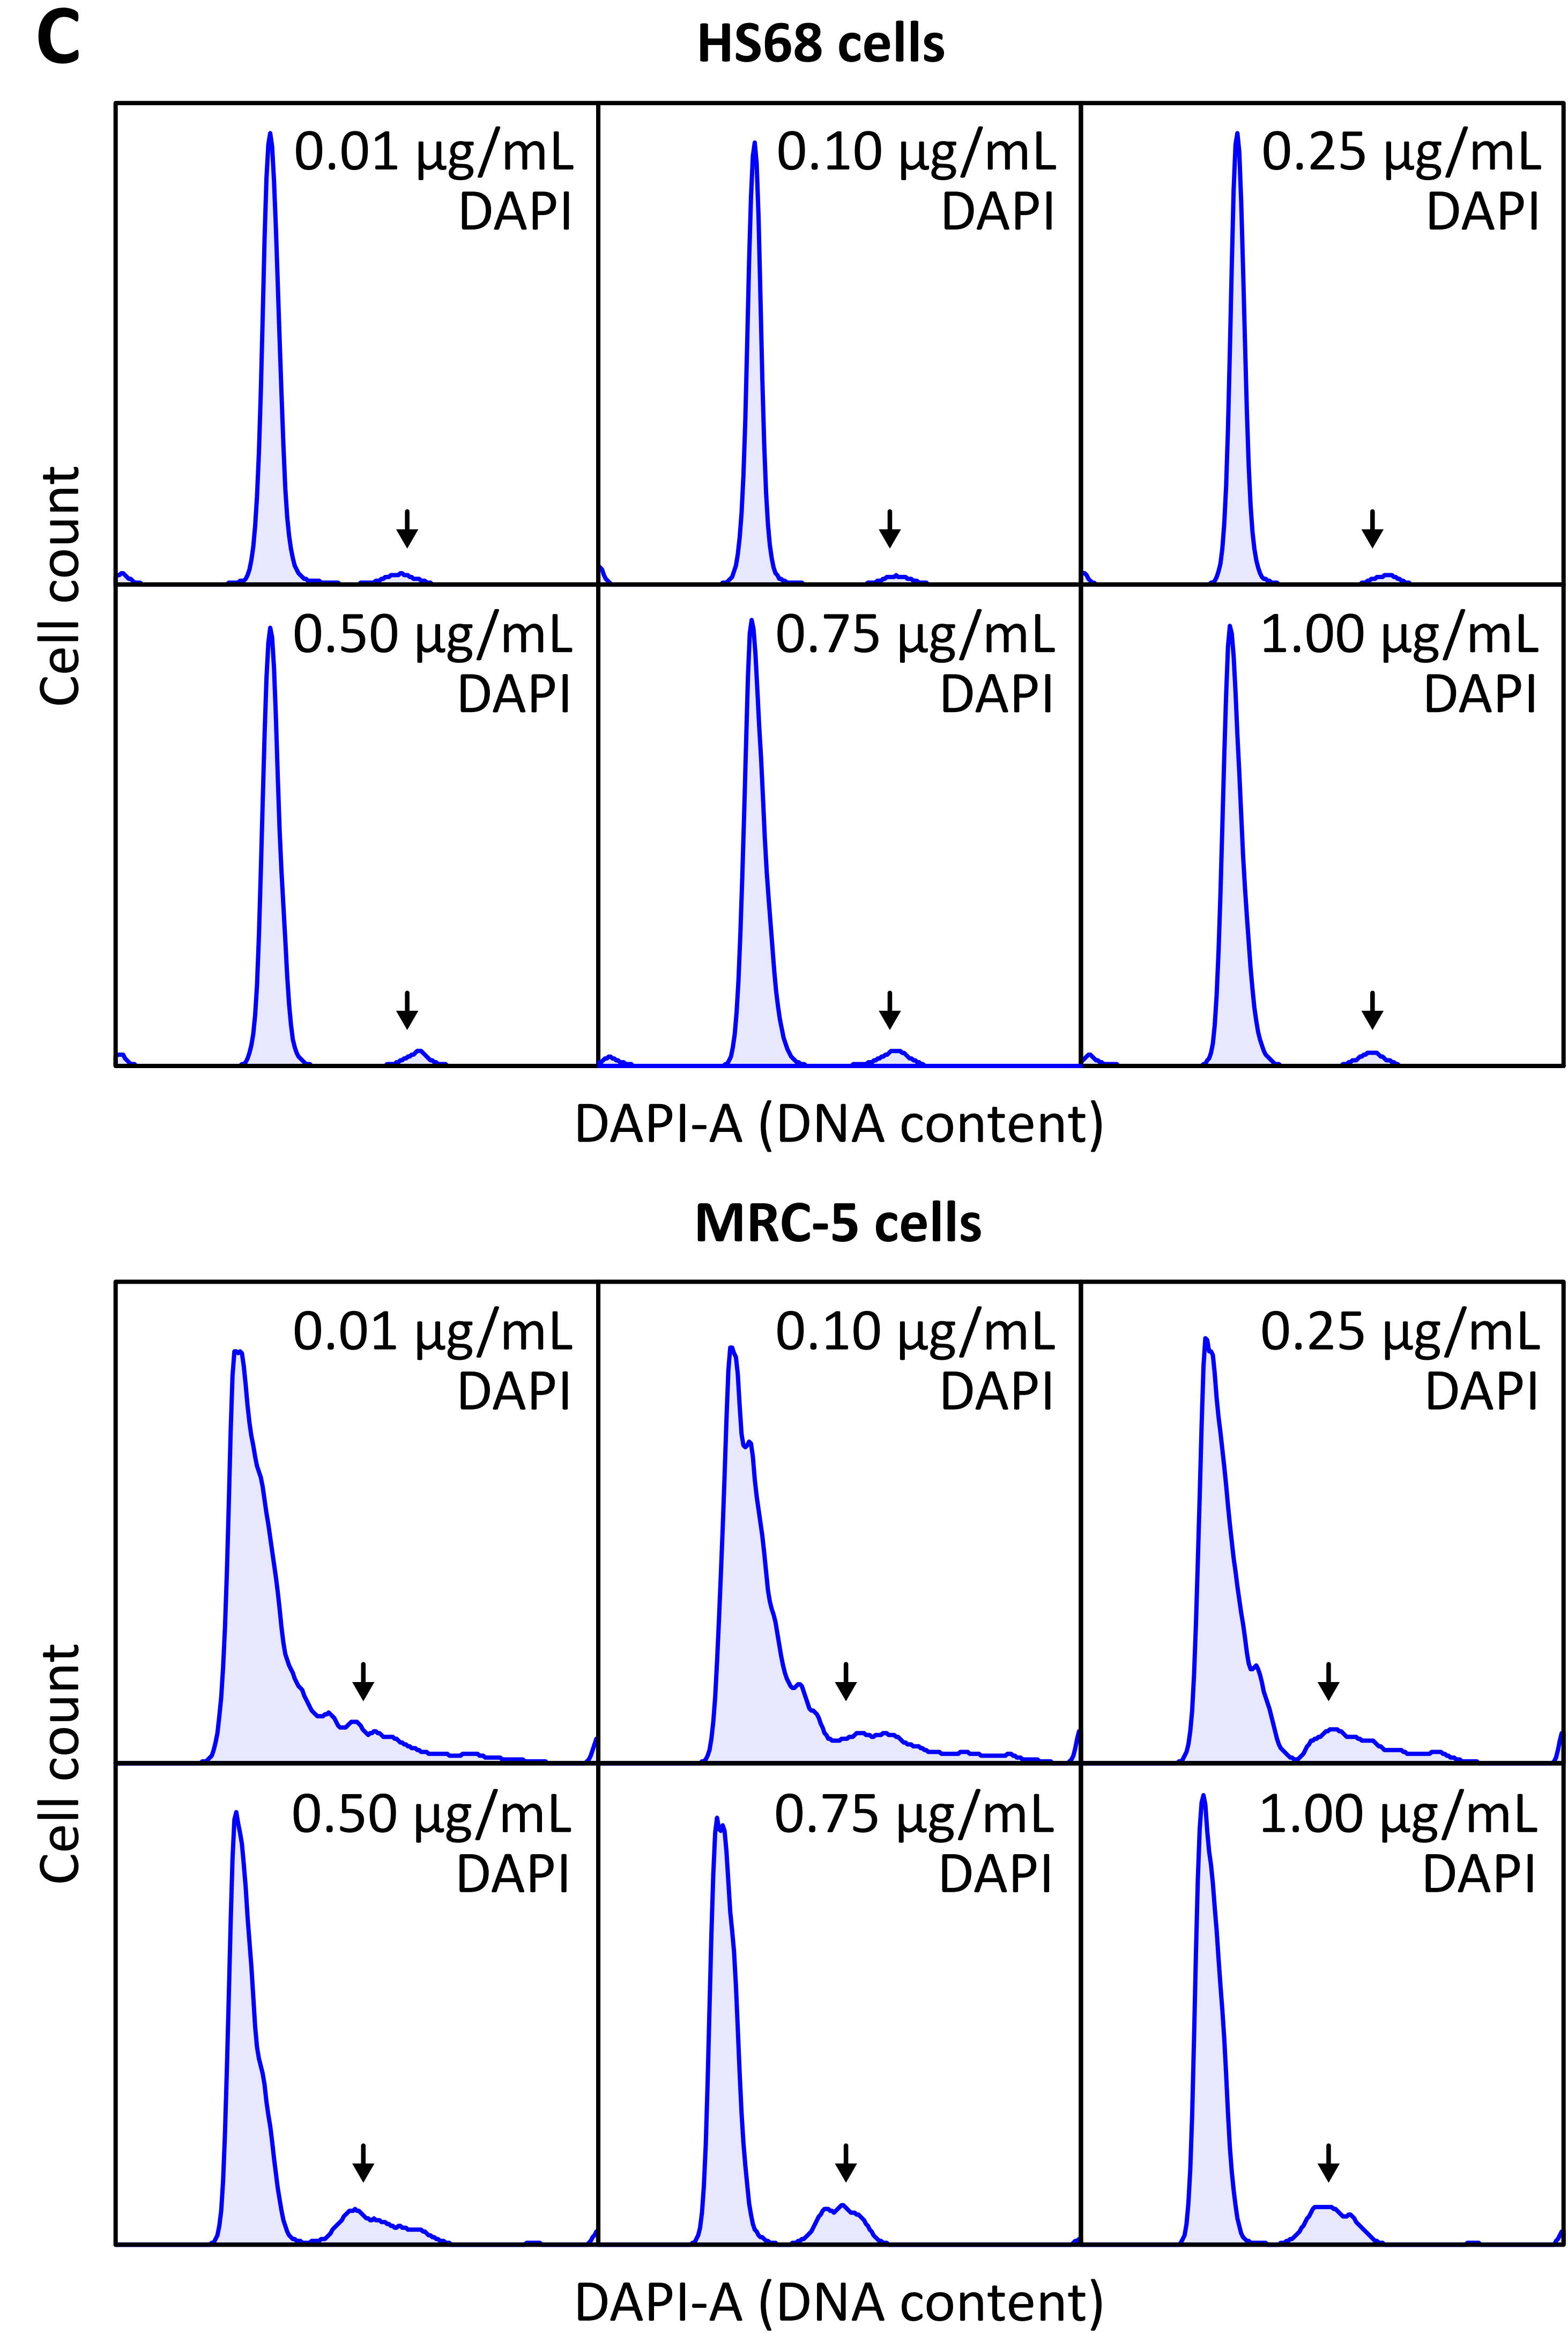 C
HS68 cells
0.01 µg/mL
DAPI
0.10 µg/mL
DAPI
0.25 µg/mL
DAPI
Cell count
0.50 µg/mL
DAPI
0.75 µg/mL
DAPI
1.00 µg/mL
DAPI
DAPI-A (DNA content)
MRC-5 cells
0.01 µg/mL
DAPI
0.10 µg/mL
DAPI
0.25 µg/mL
DAPI
Cell count
0.50 µg/mL
DAPI
0.75 µg/mL
DAPI
1.00 µg/mL
DAPI
DAPI-A (DNA content)